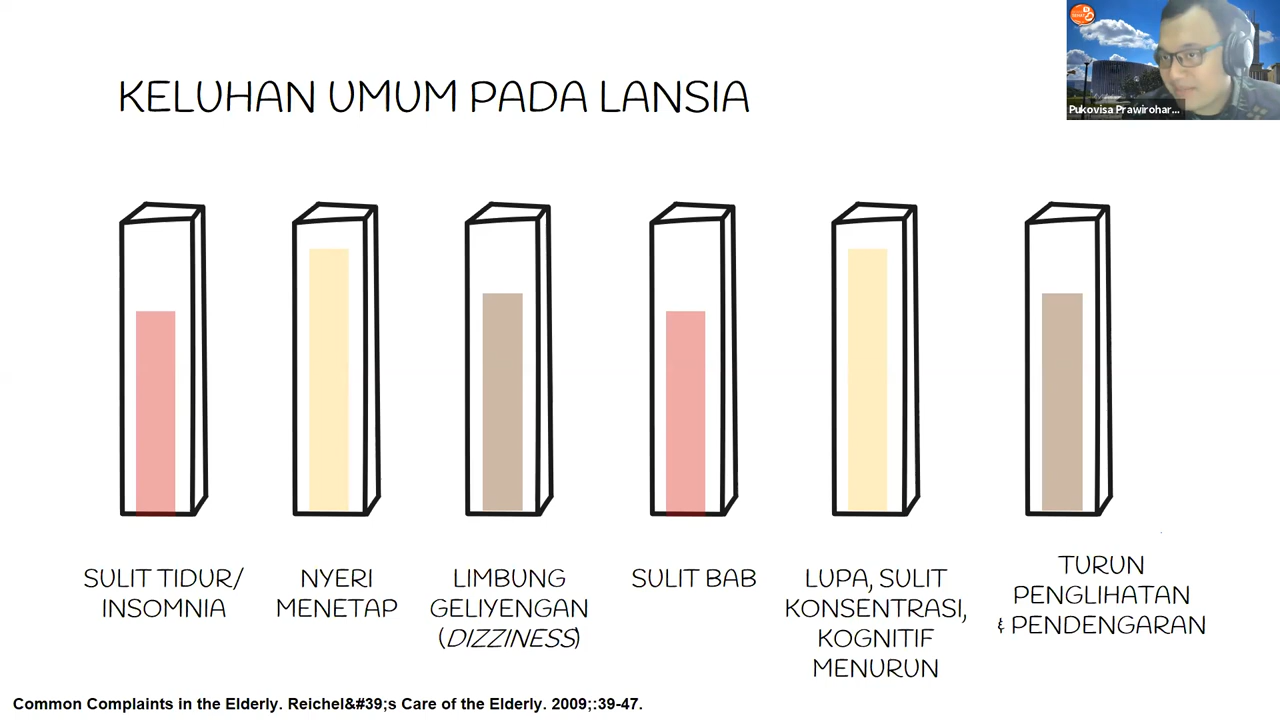 KELUHAN UMUM PADA LANSIA
Pukovisa Prawirohar...
SULIT TIDUR/
INSOMNIA
NYERI
MENETAP
LIMBUNG
GELIYENGAN
(DIZZINESS)
SULIT BAB
LUPA, SULIT
KONSENTRASI,
KOGNITIF
MENURUN
TURUN
PENGLIHATAN
& PENDENGARAN
Common Complaints in the Elderly. Reichel&#39;s Care of the Elderly. 2009;:39-47.